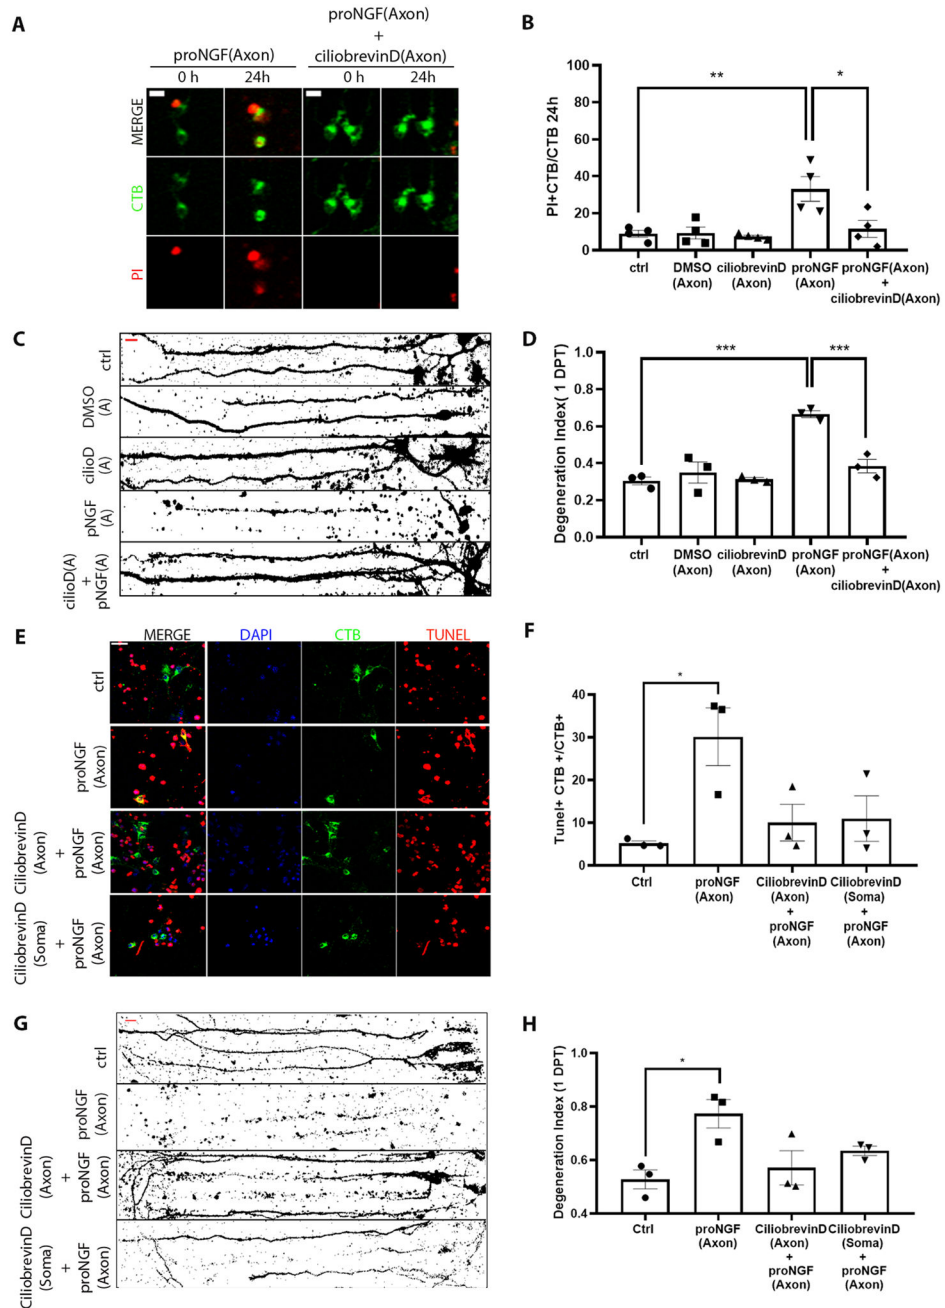 A
proNGF(Axon)
proNGF(Axon)
+
ciliobrevinD(Axon)
0 h
24h
0 h
24h
MERGE
CTB
PI
B
PI+CTB/CTB 24h
100
80
60
40
20
0
**
*
ctrl
DMSO
(Axon)
ciliobrevinD
(Axon)
proNGF
(Axon)
proNGF(Axon)
+
ciliobrevinD(Axon)
C
ctrl
DMSO
(A)
cilioD
(A)
pNGF
(A)
cilioD(A)
+
pNGF(A)
D
Degeneration Index( 1 DPT)
1.0
0.8
0.6
0.4
0.2
0.0
***
***
ctrl
DMSO
(Axon)
ciliobrevinD
(Axon)
proNGF
(Axon)
proNGF(Axon)
+
ciliobrevinD(Axon)
E
MERGE
DAPI
CTB
TUNEL
ctrl
proNGF
(Axon)
CiliobrevinD
(Axon)
+
proNGF
(Axon)
CiliobrevinD
(Soma)
+
proNGF
(Axon)
F
Tunel+ CTB +/CTB+
40
30
20
10
0
*
Ctrl
proNGF
(Axon)
CiliobrevinD
(Axon)
+
proNGF
(Axon)
CiliobrevinD
(Soma)
+
proNGF
(Axon)
G
ctrl
proNGF
(Axon)
CiliobrevinD
(Axon)
+
proNGF
(Axon)
CiliobrevinD
(Soma)
+
proNGF
(Axon)
H
Degeneration Index (1 DPT)
1.0
0.8
0.6
0.4
*
Ctrl
proNGF
(Axon)
CiliobrevinD
(Axon)
+
proNGF
(Axon)
CiliobrevinD
(Soma)
+
proNGF
(Axon)